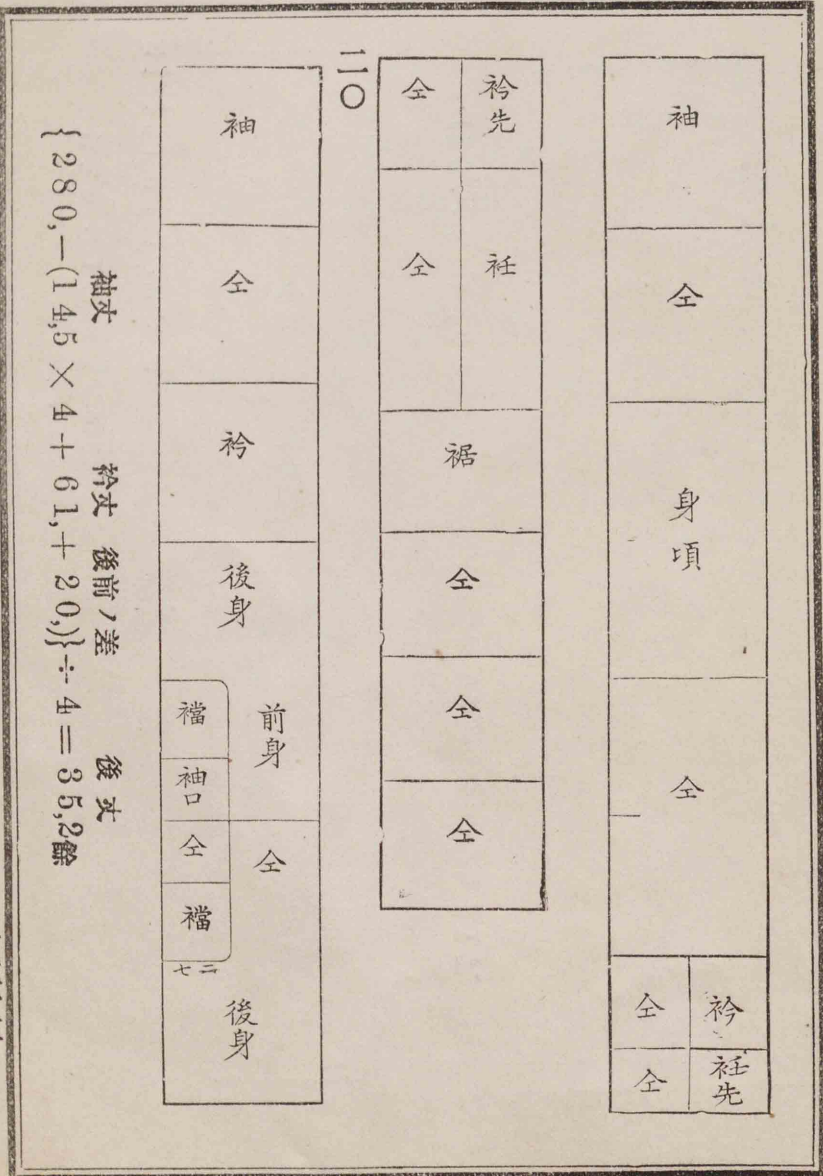 袖
仝
身頃
仝
衿
仝
衽先
仝
衿先
仝
衽
仝
裾
仝
仝
仝
二〇
袖
仝
衿
後身
前身
襠
袖口
仝
仝
襠
二七
後身
袖丈 衿丈 後前ノ差 後丈
{280,−(14,5×4+61,+20,)}÷4=35,2餘